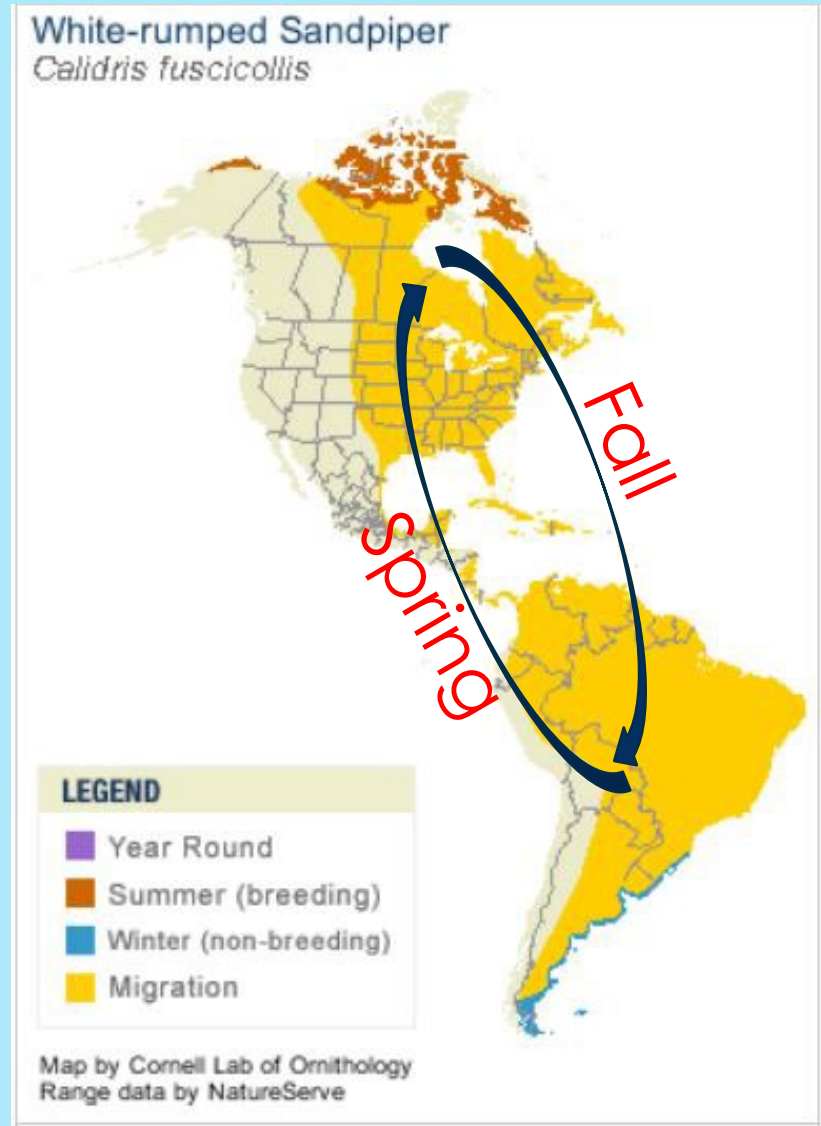 White-rumped Sandpiper
Calidris fuscicollis
Fall
Spring
LEGEND
Year Round
Summer (breeding)
Winter (non-breeding)
Migration
Map by Cornell Lab of Ornithology
Range data by NatureServe